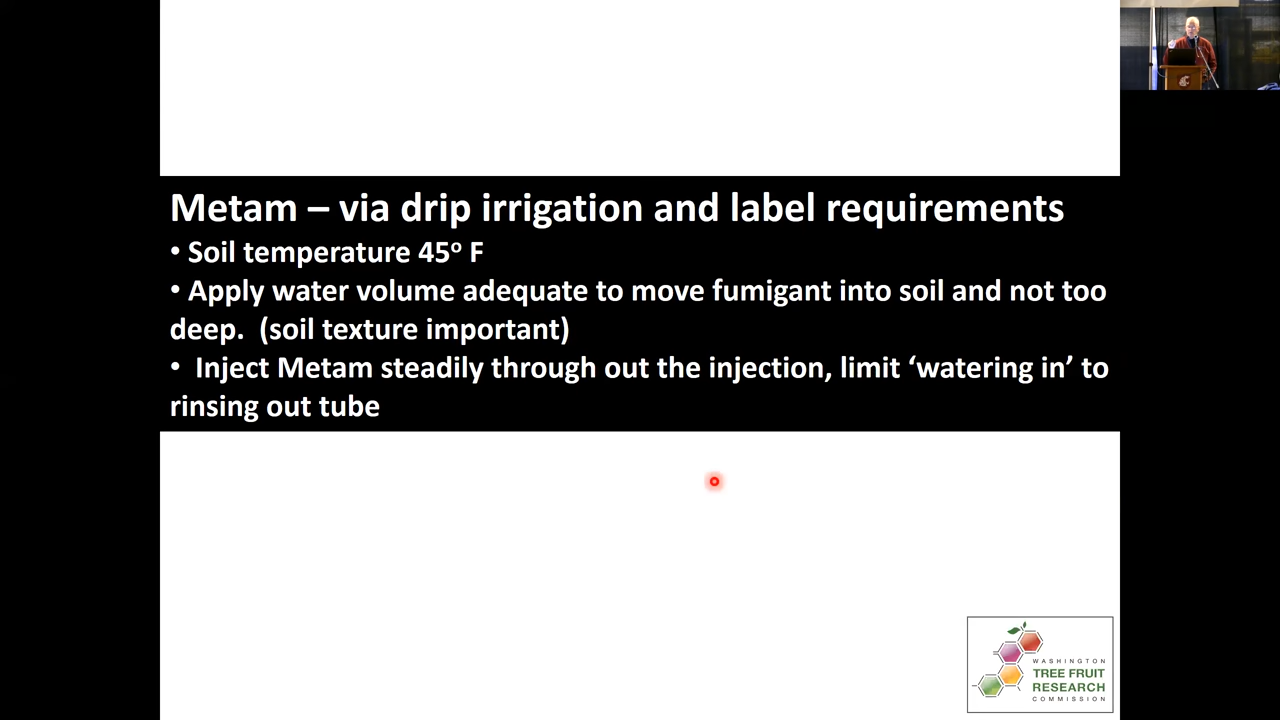 Metam – via drip irrigation and label requirements
• Soil temperature 45º F
• Apply water volume adequate to move fumigant into soil and not too
deep.  (soil texture important)
•  Inject Metam steadily through out the injection, limit ‘watering in’ to
rinsing out tube
WASHINGTON
TREE FRUIT
RESEARCH
COMMISSION